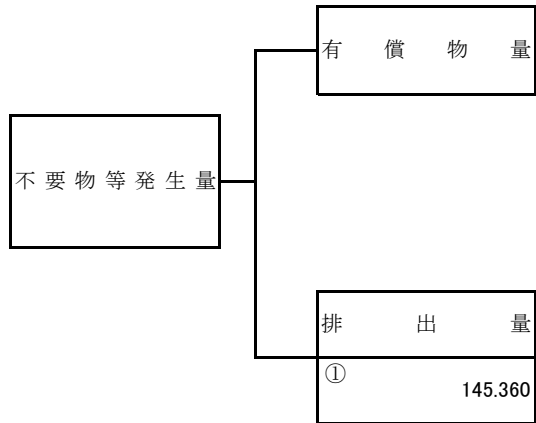 有償物量
不要物等発生量
排出量
①
145.360